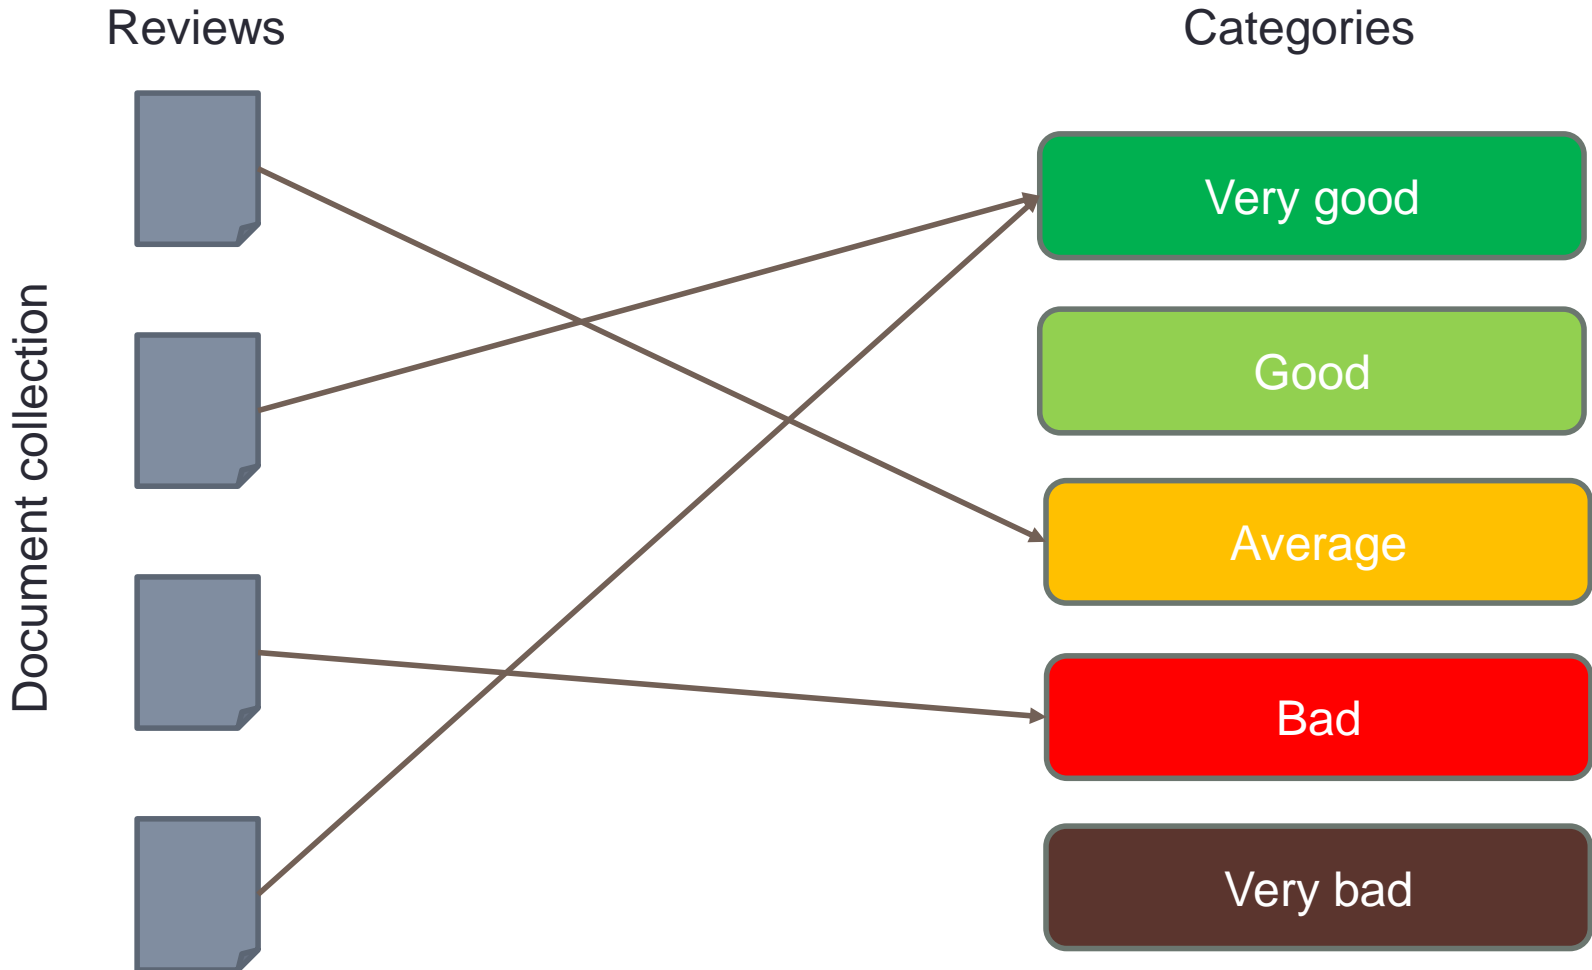 Reviews
Categories
Document collection
Very good
Good
Average
Bad
Very bad